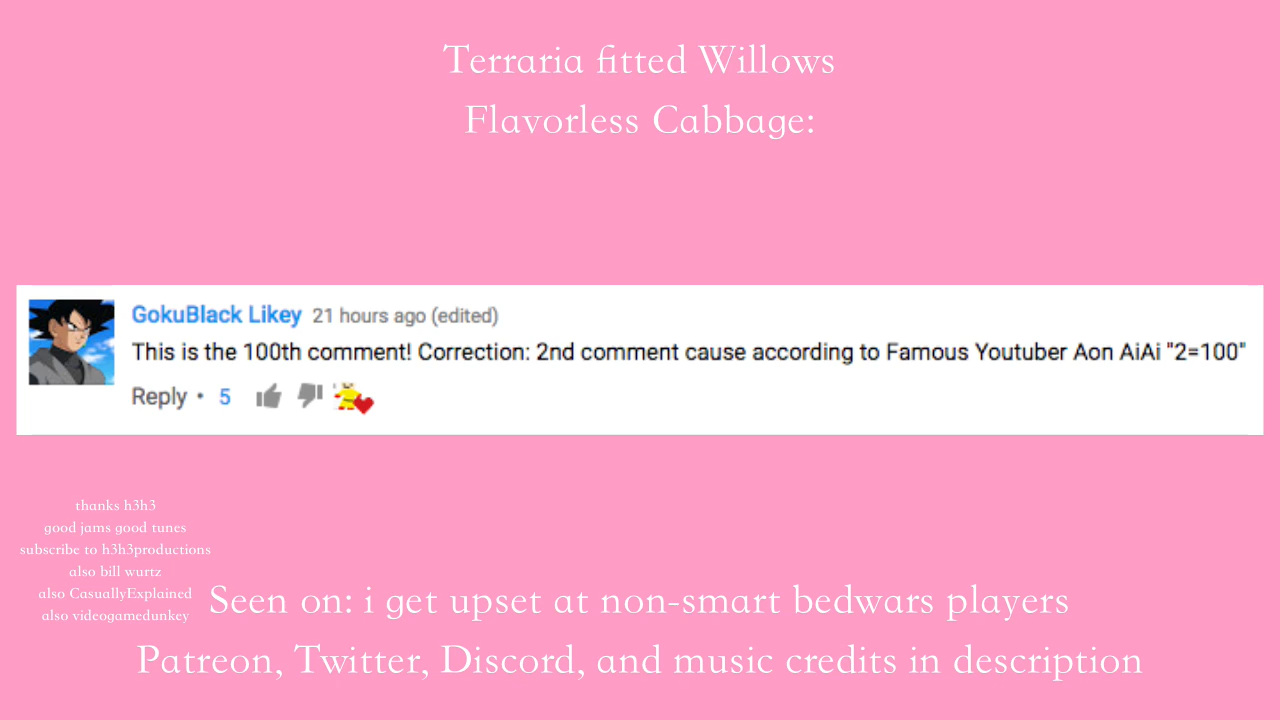 Terraria fitted Willows
Flavorless Cabbage:
GokuBlack Likey 21 hours ago (edited)
This is the 100th comment! Correction: 2nd comment cause according to Famous Youtuber Aon AiAi "2=100"
Reply • 5
thanks h3h3
good jams good tunes
subscribe to h3h3productions
also bill wurtz
also CasuallyExplained
also videogamedunkey
Seen on: i get upset at non-smart bedwars players
Patreon, Twitter, Discord, and music credits in description